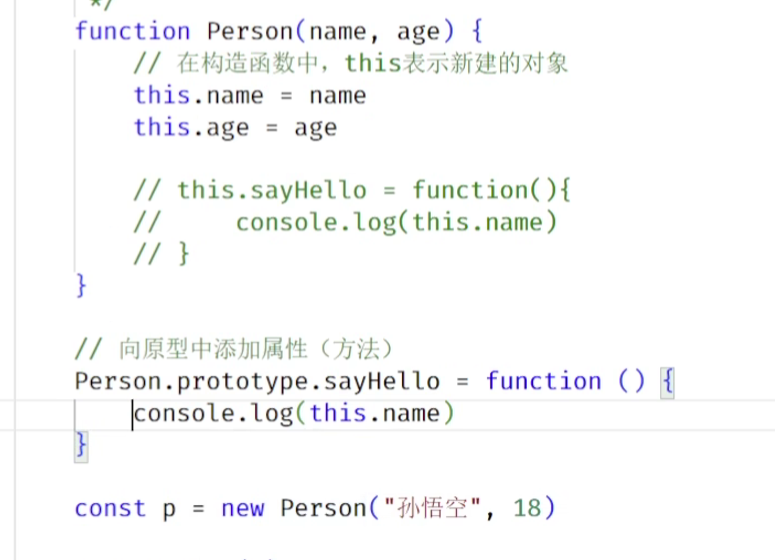 */
function Person(name, age) {
// 在构造函数中，this表示新建的对象
this.name = name
this.age = age
// this.sayHello = function(){
//     console.log(this.name)
// }
}
// 向原型中添加属性（方法）
Person.prototype.sayHello = function () {
console.log(this.name)
}
const p = new Person("孙悟空", 18)